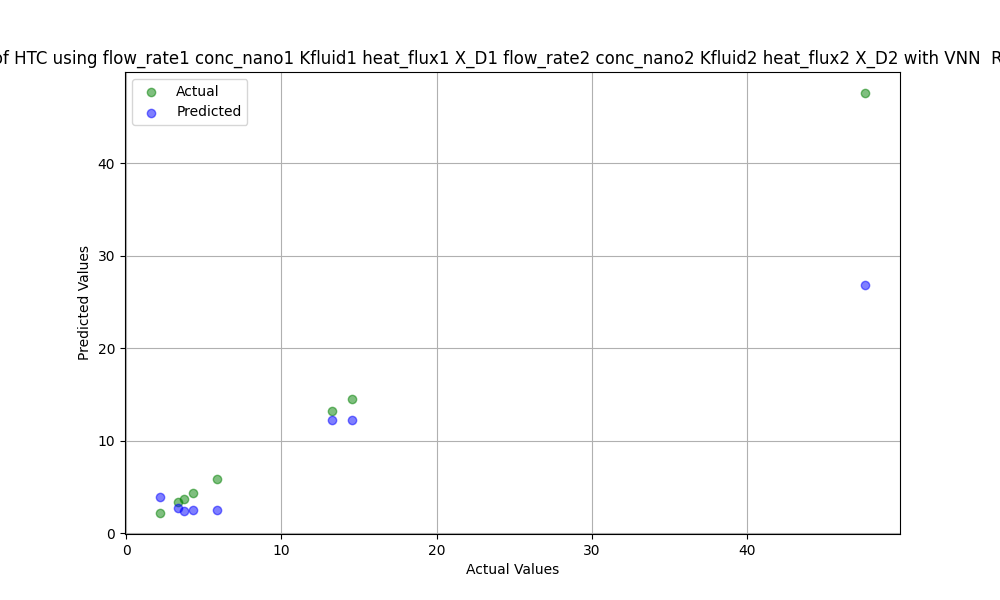 of HTC using flow_rate1 conc_nano1 Kfluid1 heat_flux1 X_D1 flow_rate2 conc_nano2 Kfluid2 heat_flux2 X_D2 with VNN R
Actual
Predicted
Predicted Values
40
30
20
10
0
0 10 20 30 40
Actual Values